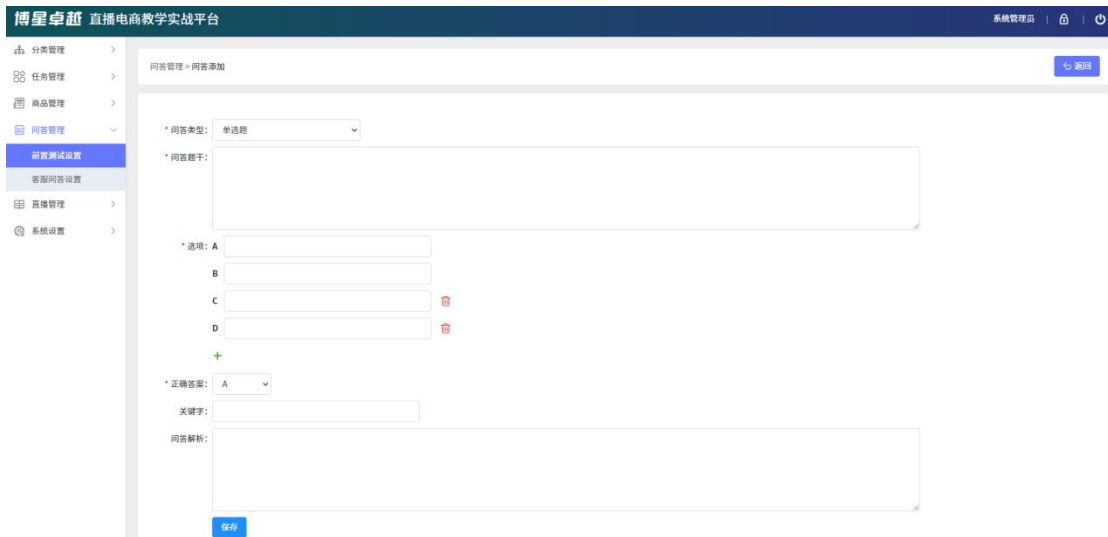 博星卓越 直播电商教学实战平台 系统管理员
分类管理
任务管理
商品管理
问答管理
前置测试设置
客服问答设置
直播管理
系统设置
问答管理 > 问答添加 返回
* 问答类型: 单选题
* 问答题干:
* 选项: A
B
C
D
+
* 正确答案: A
关键字:
问答解析:
保存